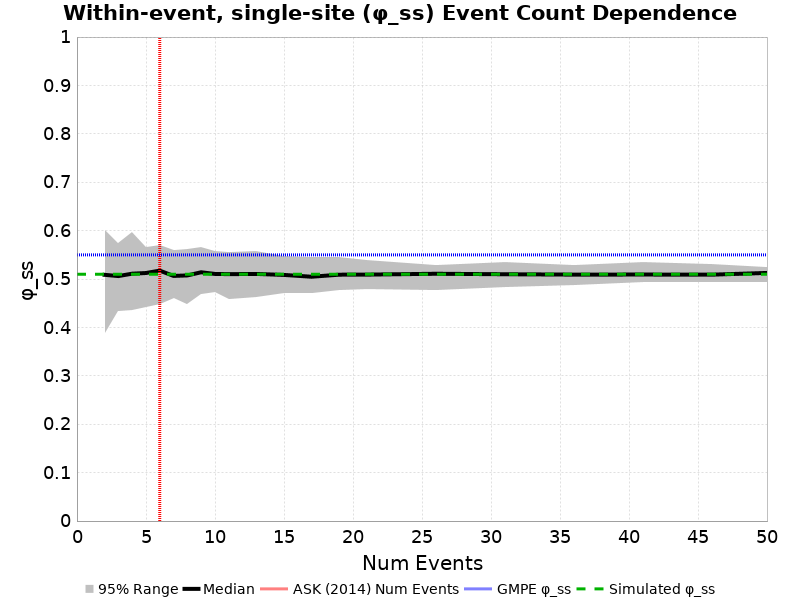 Within-event, single-site (φ_ss) Event Count Dependence
1
0.9
0.8
0.7
0.6
0.5
0.4
0.3
0.2
0.1
0
φ_ss
0 5 10 15 20 25 30 35 40 45 50
Num Events
95% Range Median ASK (2014) Num Events GMPE φ_ss Simulated φ_ss